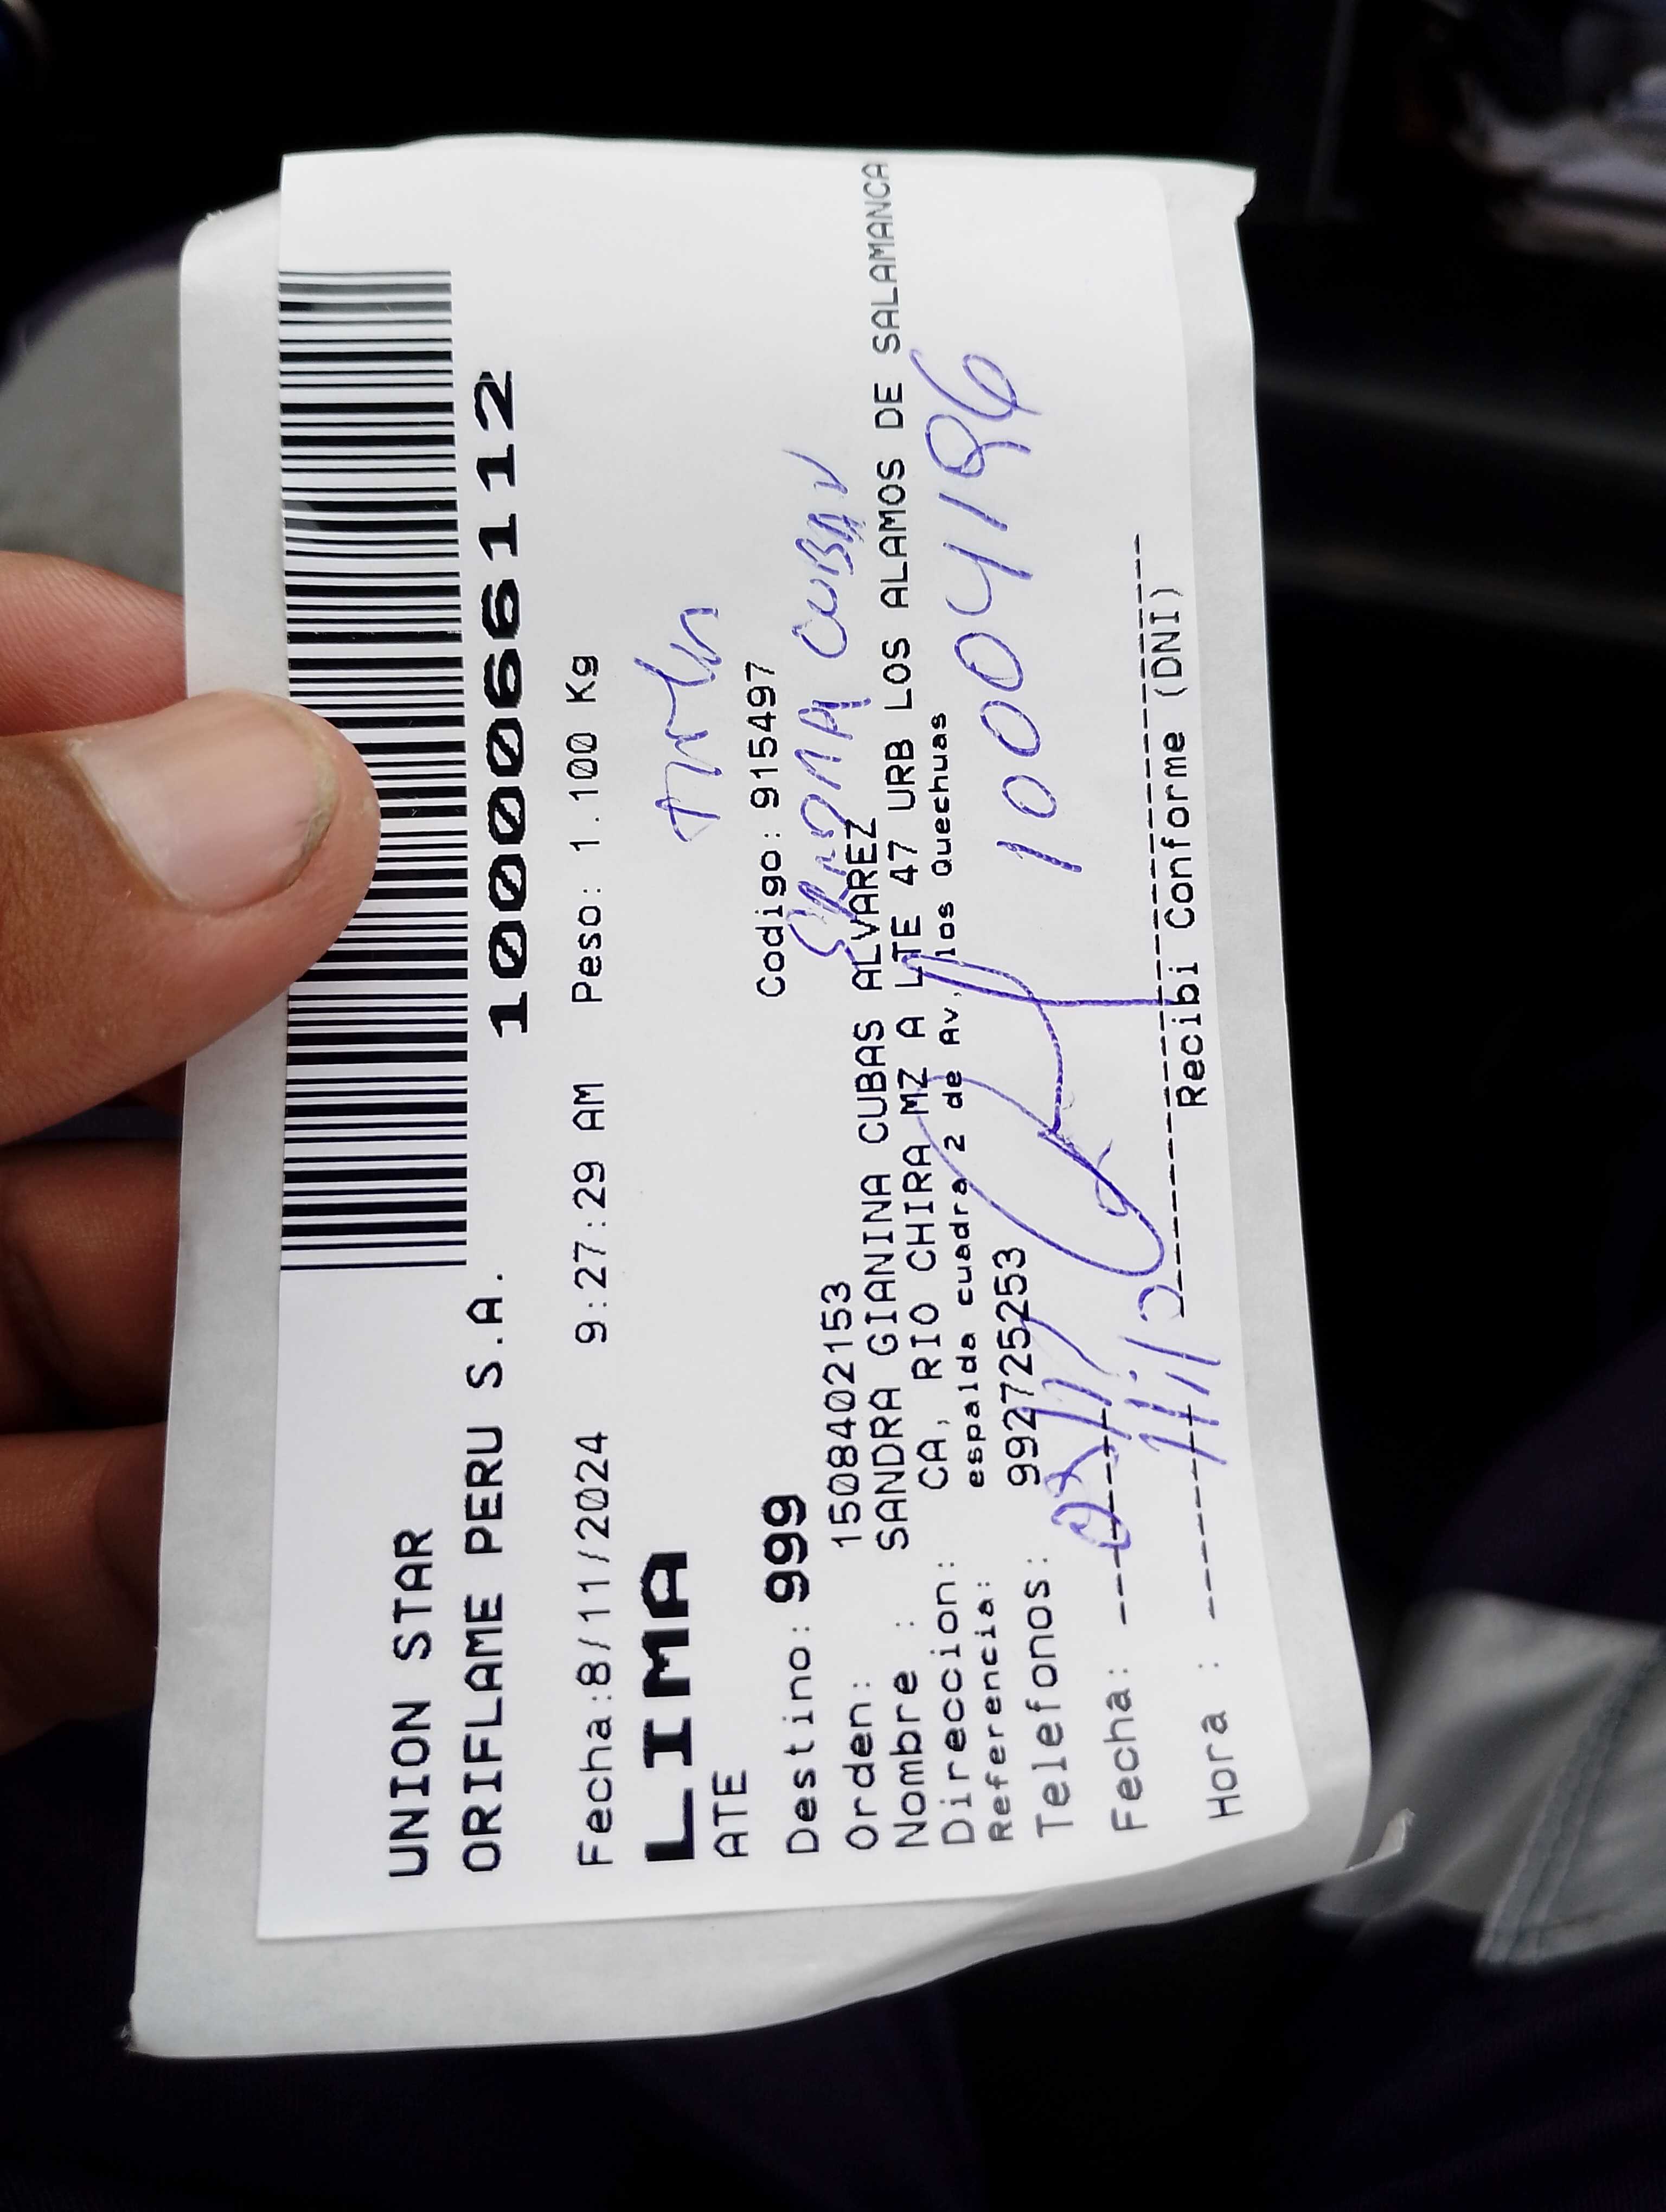 UNION STAR
ORIFLAME PERU S.A.
10006112
Fecha:8/11/2024 9:27:29 AM Peso: 1.100 Kg
LIMA
ATE
Destino: 999 Codigo: 915497
Orden: 1508402153
Nombre : SANDRA GIANINA CUBAS ALVAREZ
Direccion: CA, RIO CHIRA MZ A LTE 47 URB LOS ALAMOS DE SALAMANCA
Referencia: espalda cuadra 2 de Av, los Quechuas
Telefonos: 992725253
10004186
Fecha:
Hora :
Recibi Conforme (DNI)